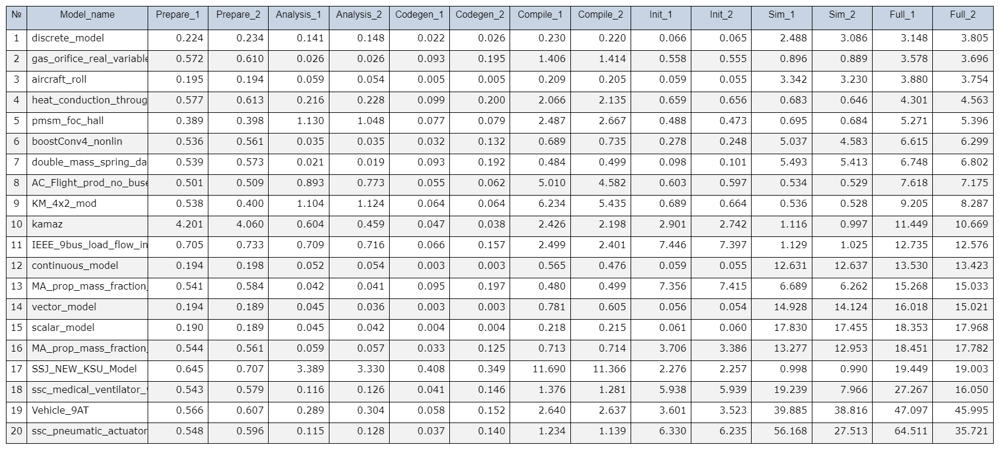 № Model_name Prepare_1 Prepare_2 Analysis_1 Analysis_2 Codegen_1 Codegen_2 Compile_1 Compile_2 Init_1 Init_2 Sim_1 Sim_2 Full_1 Full_2
1 discrete_model 0.224 0.234 0.141 0.148 0.022 0.026 0.230 0.220 0.066 0.065 2.488 3.086 3.148 3.805
2 gas_orifice_real_variable 0.572 0.610 0.026 0.026 0.093 0.195 1.406 1.414 0.558 0.555 0.896 0.889 3.578 3.696
3 aircraft_roll 0.195 0.194 0.059 0.054 0.005 0.005 0.209 0.205 0.059 0.055 3.342 3.230 3.880 3.754
4 heat_conduction_throug 0.577 0.613 0.216 0.228 0.099 0.200 2.066 2.135 0.659 0.656 0.683 0.646 4.301 4.563
5 pmsm_foc_hall 0.389 0.398 1.130 1.048 0.077 0.079 2.487 2.667 0.488 0.473 0.695 0.684 5.271 5.396
6 boostConv4_nonlin 0.536 0.561 0.035 0.035 0.032 0.132 0.689 0.735 0.278 0.248 5.037 4.583 6.615 6.299
7 double_mass_spring_da 0.539 0.573 0.021 0.019 0.093 0.192 0.484 0.499 0.098 0.101 5.493 5.413 6.748 6.802
8 AC_Flight_prod_no_buse 0.501 0.509 0.893 0.773 0.055 0.062 5.010 4.582 0.603 0.597 0.534 0.529 7.618 7.175
9 KM_4x2_mod 0.538 0.400 1.104 1.124 0.064 0.064 6.234 5.435 0.689 0.664 0.536 0.528 9.205 8.287
10 kamaz 4.201 4.060 0.604 0.459 0.047 0.038 2.426 2.198 2.901 2.742 1.116 0.997 11.449 10.669
11 IEEE_9bus_load_flow_in 0.705 0.733 0.709 0.716 0.066 0.157 2.499 2.401 7.446 7.397 1.129 1.025 12.735 12.576
12 continuous_model 0.194 0.198 0.052 0.054 0.003 0.003 0.565 0.476 0.059 0.055 12.631 12.637 13.530 13.423
13 MA_prop_mass_fraction_ 0.541 0.584 0.042 0.041 0.095 0.197 0.480 0.499 7.356 7.415 6.689 6.262 15.268 15.033
14 vector_model 0.194 0.189 0.045 0.036 0.003 0.003 0.781 0.605 0.056 0.054 14.928 14.124 16.018 15.021
15 scalar_model 0.190 0.189 0.045 0.042 0.004 0.004 0.218 0.215 0.061 0.060 17.830 17.455 18.353 17.968
16 MA_prop_mass_fraction_ 0.544 0.561 0.059 0.057 0.033 0.125 0.713 0.714 3.706 3.386 13.277 12.953 18.451 17.782
17 SSJ_NEW_KSU_Model 0.645 0.707 3.389 3.330 0.408 0.349 11.690 11.366 2.276 2.257 0.998 0.990 19.449 19.003
18 ssc_medical_ventilator_ 0.543 0.579 0.116 0.126 0.041 0.146 1.376 1.281 5.938 5.939 19.239 7.966 27.267 16.050
19 Vehicle_9AT 0.566 0.607 0.289 0.304 0.058 0.152 2.640 2.637 3.601 3.523 39.885 38.816 47.097 45.995
20 ssc_pneumatic_actuator 0.548 0.596 0.115 0.128 0.037 0.140 1.234 1.139 6.330 6.235 56.168 27.513 64.511 35.721